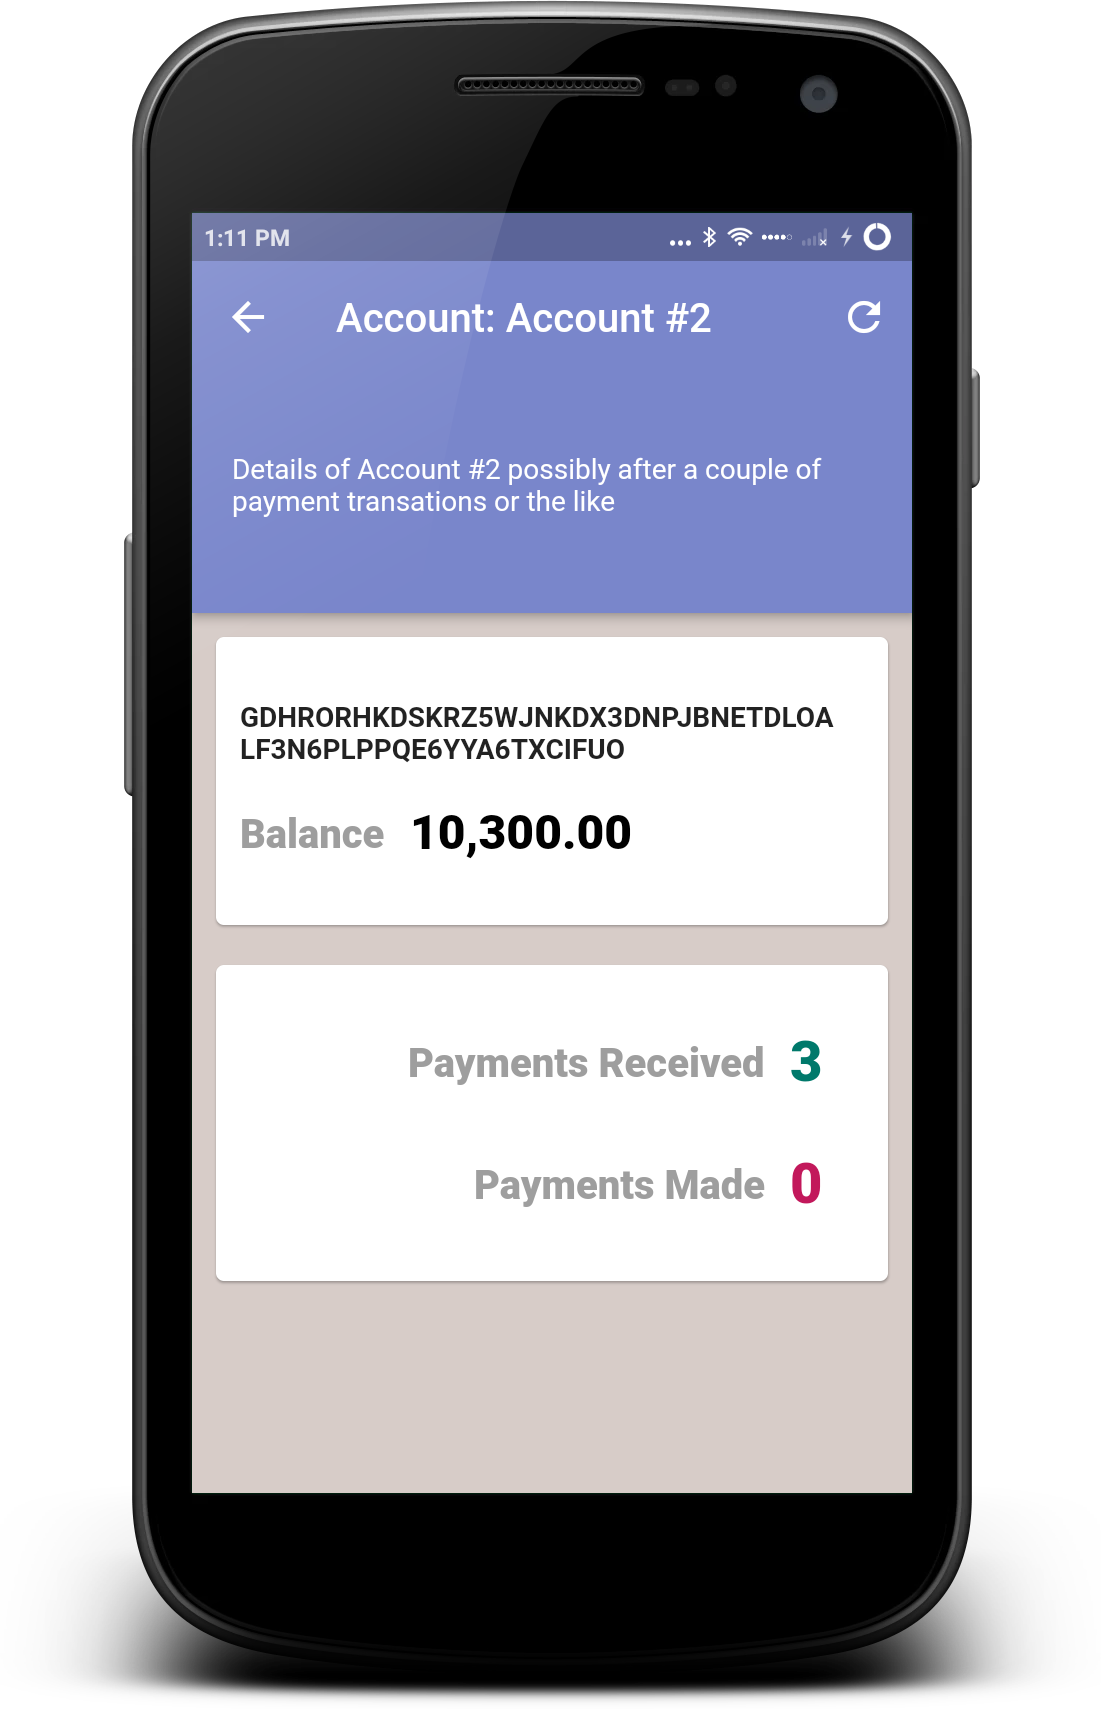 1:11 PM
Account: Account #2
Details of Account #2 possibly after a couple of
payment transations or the like
GDHRORHKDSKRZ5WJNKDX3DNPJBNETDLOA
LF3N6PLPPQE6YYA6TXCIFUO
Balance 10,300.00
Payments Received 3
Payments Made 0